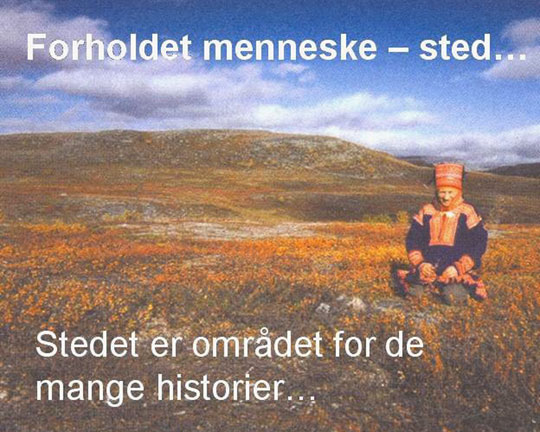 Forholdet menneske – sted...
Stedet er området for de
mange historier...